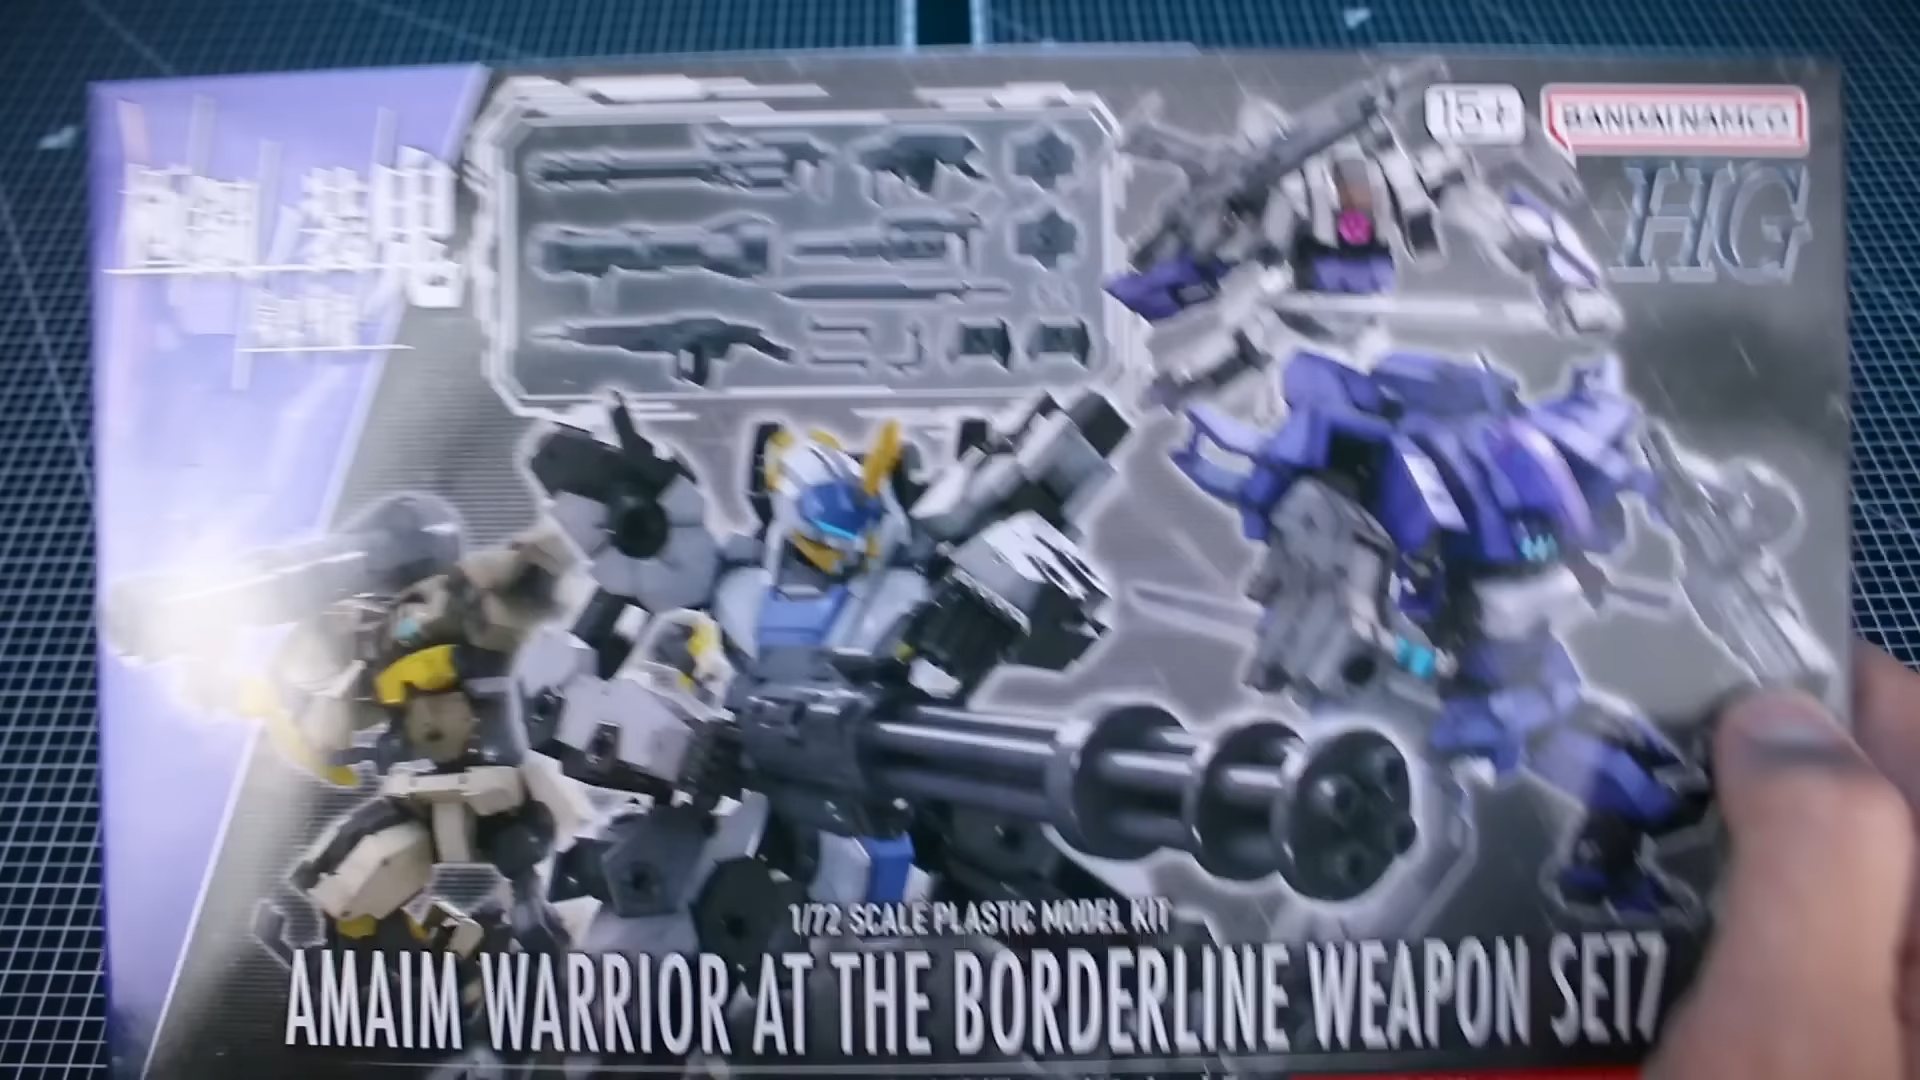 15+
BANDAI NAMCO
HG
1/72 SCALE PLASTIC MODEL KIT
AMAIM WARRIOR AT THE BORDERLINE WEAPON SET7